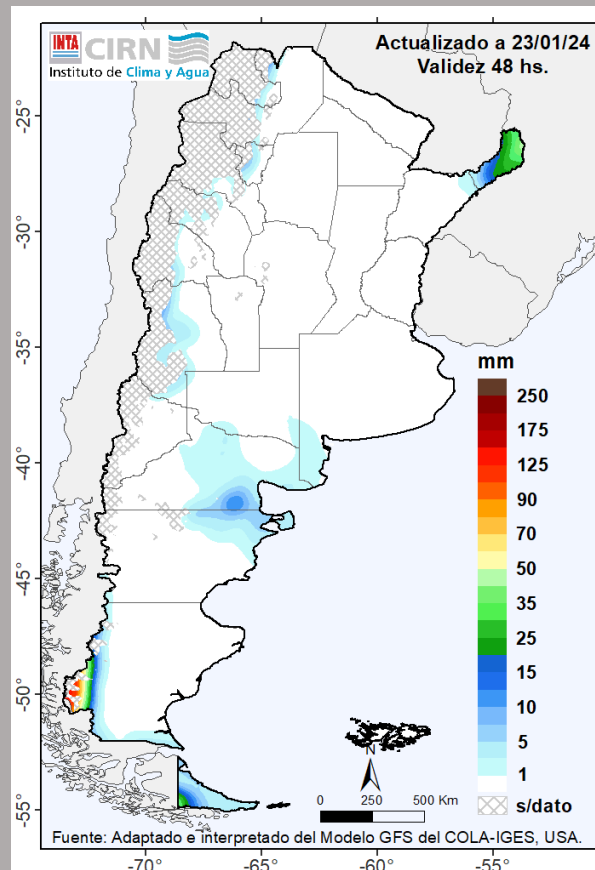 INTA CIRN
Instituto de Clima y Agua
Actualizado a 23/01/24
Validez 48 hs.
-25°
-30°
-35°
-40°
-45°
-50°
-55°
mm
250
175
125
90
70
50
35
25
15
10
5
1
s/dato
N
0 250 500 Km
Fuente: Adaptado e interpretado del Modelo GFS del COLA-IGES, USA.
-70° -65° -60° -55°